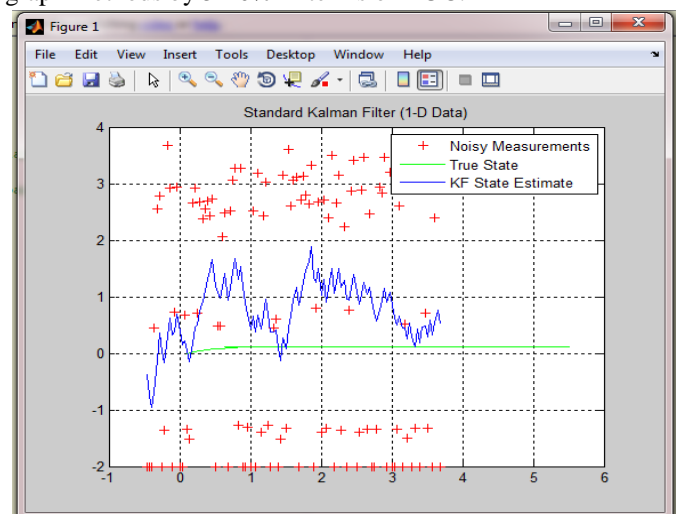 Figure 1
File Edit View Insert Tools Desktop Window Help
Standard Kalman Filter (1-D Data)
Noisy Measurements
True State
KF State Estimate
4
3
2
1
0
-1
-2
-1 0 1 2 3 4 5 6